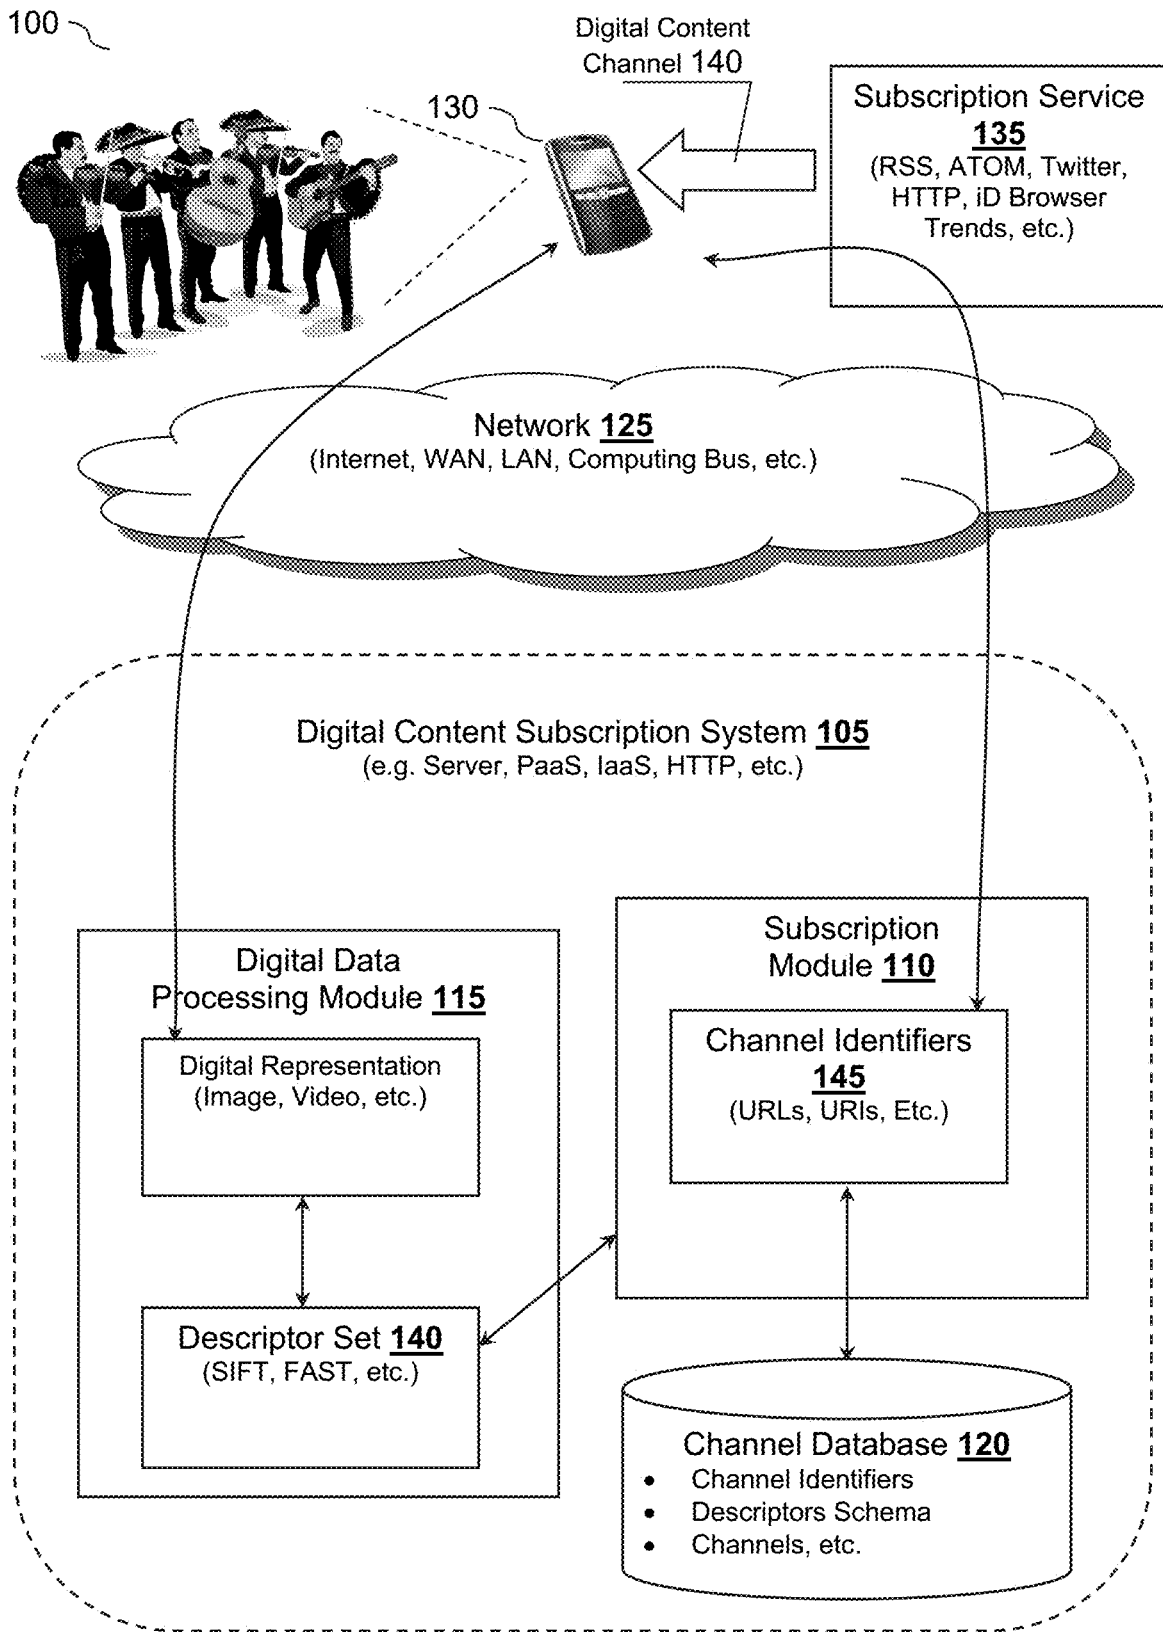 100
Digital Content
Channel 140
130
Subscription Service
135
(RSS, ATOM, Twitter,
HTTP, iD Browser
Trends, etc.)
Network 125
(Internet, WAN, LAN, Computing Bus, etc.)
Digital Content Subscription System 105
(e.g. Server, PaaS, IaaS, HTTP, etc.)
Digital Data
Processing Module 115
Digital Representation
(Image, Video, etc.)
Descriptor Set 140
(SIFT, FAST, etc.)
Subscription
Module 110
Channel Identifiers
145
(URLs, URIs, Etc.)
Channel Database 120
• Channel Identifiers
• Descriptors Schema
• Channels, etc.